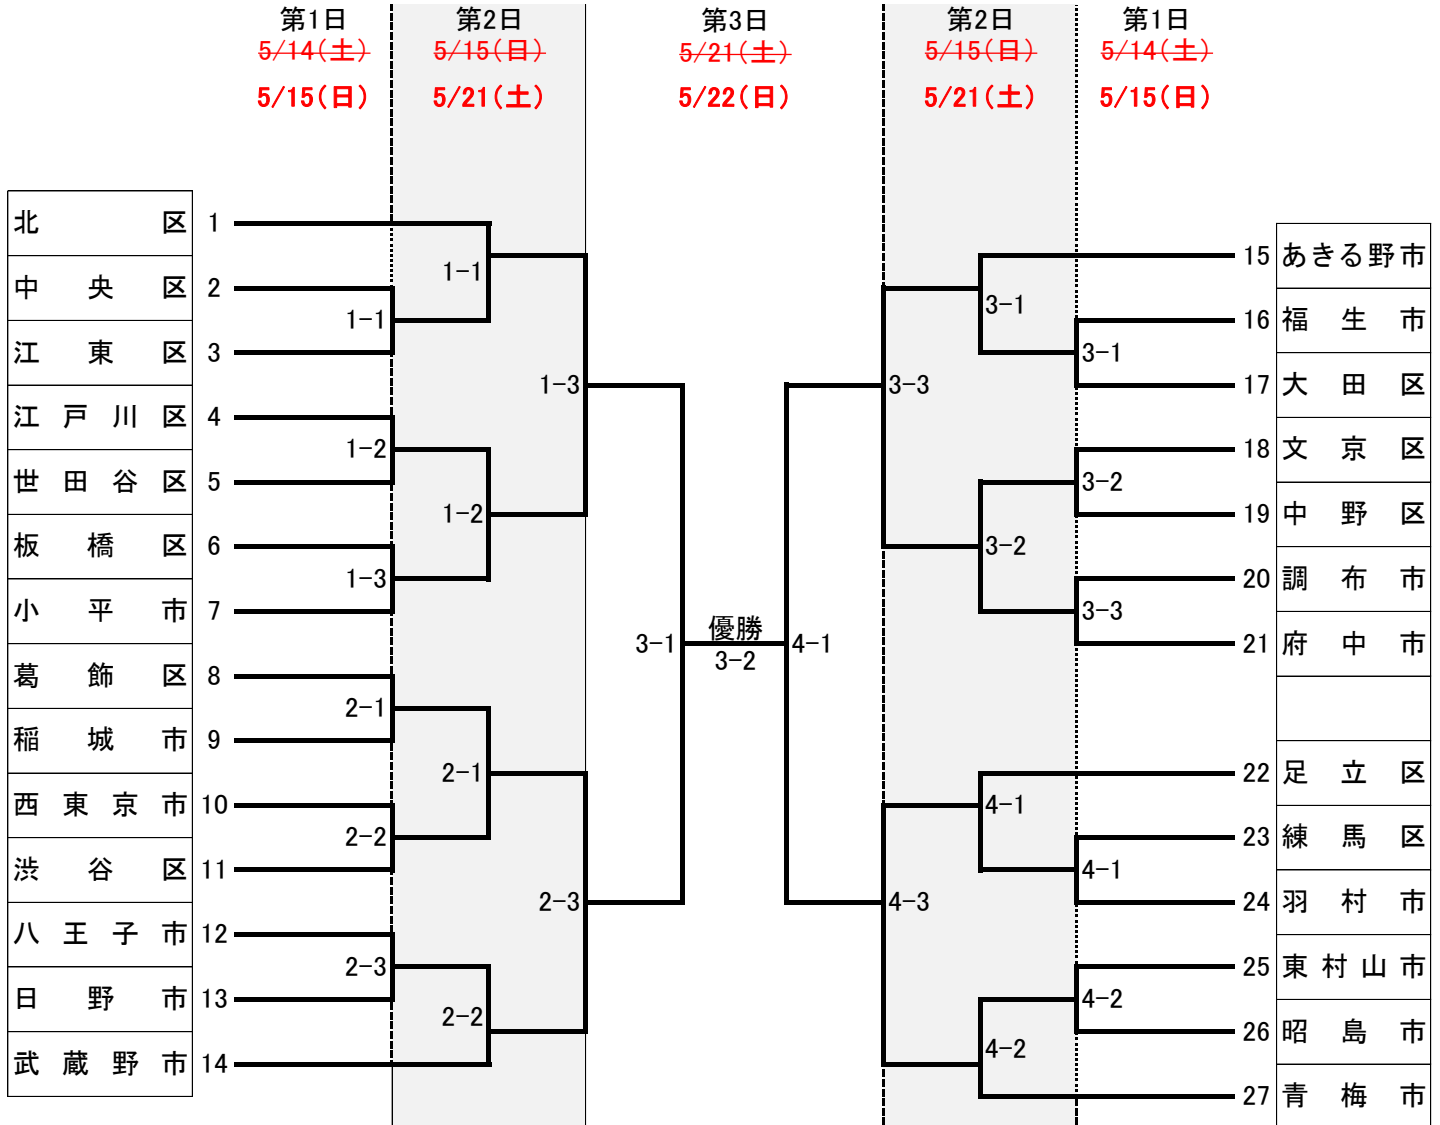 第1日 第2日 第3日 第2日 第1日
5/14(土) 5/15(日) 5/21(土) 5/15(日) 5/14(土)
5/15(日) 5/21(土) 5/22(日) 5/21(土) 5/15(日)
北区 1
15 あきる野市
1-1
中央区 2
3-1
1-1
16 福生市
江東区 3
3-1
1-3
3-3
17 大田区
江戸川区 4
1-2
18 文京区
世田谷区 5
3-2
1-2
19 中野区
板橋区 6
3-2
1-3
20 調布市
小平市 7
3-3
優勝
3-1
4-1
21 府中市
3-2
葛飾区 8
2-1
稲城市 9
2-1
22 足立区
西東京市 10
4-1
2-2
23 練馬区
渋谷区 11
4-1
2-3
4-3
24 羽村市
八王子市 12
2-3
25 東村山市
日野市 13
4-2
2-2
26 昭島市
4-2
武蔵野市 14
27 青梅市